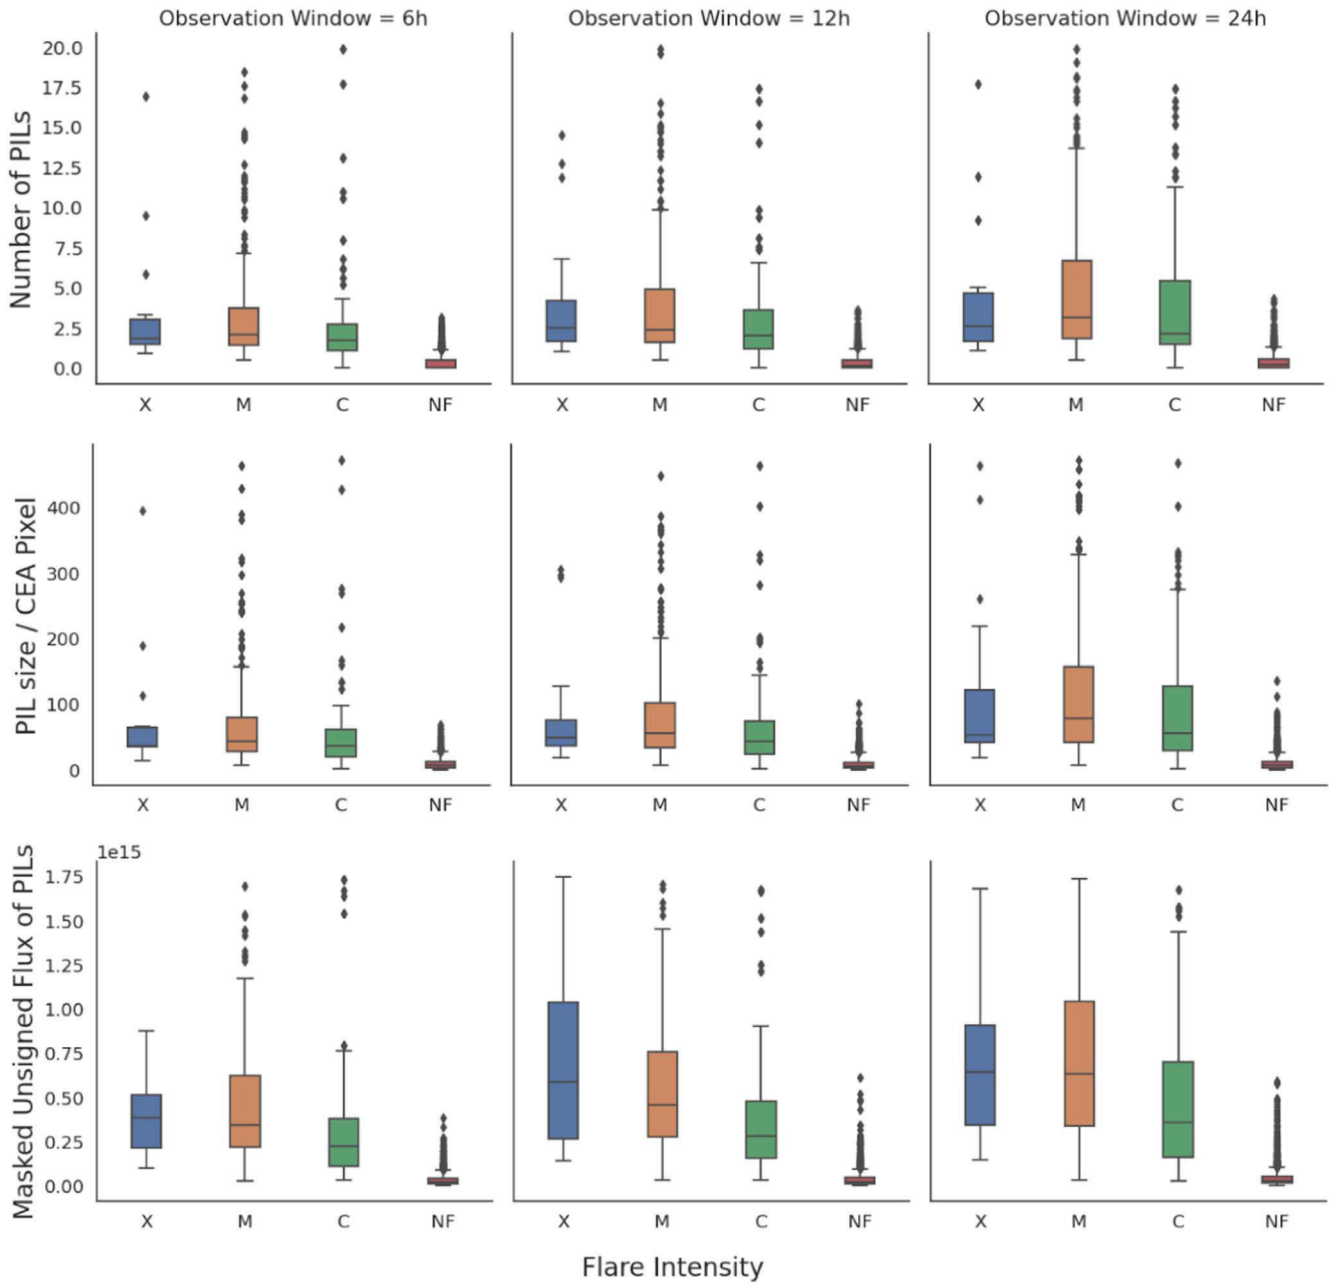 Observation Window = 6h
Observation Window = 12h
Observation Window = 24h
Number of PILs
20.0
17.5
15.0
12.5
10.0
7.5
5.0
2.5
0.0
X M C NF
X M C NF
X M C NF
PIL size / CEA Pixel
400
300
200
100
0
X M C NF
X M C NF
X M C NF
Masked Unsigned Flux of PILs
1e15
1.75
1.50
1.25
1.00
0.75
0.50
0.25
0.00
X M C NF
X M C NF
X M C NF
Flare Intensity